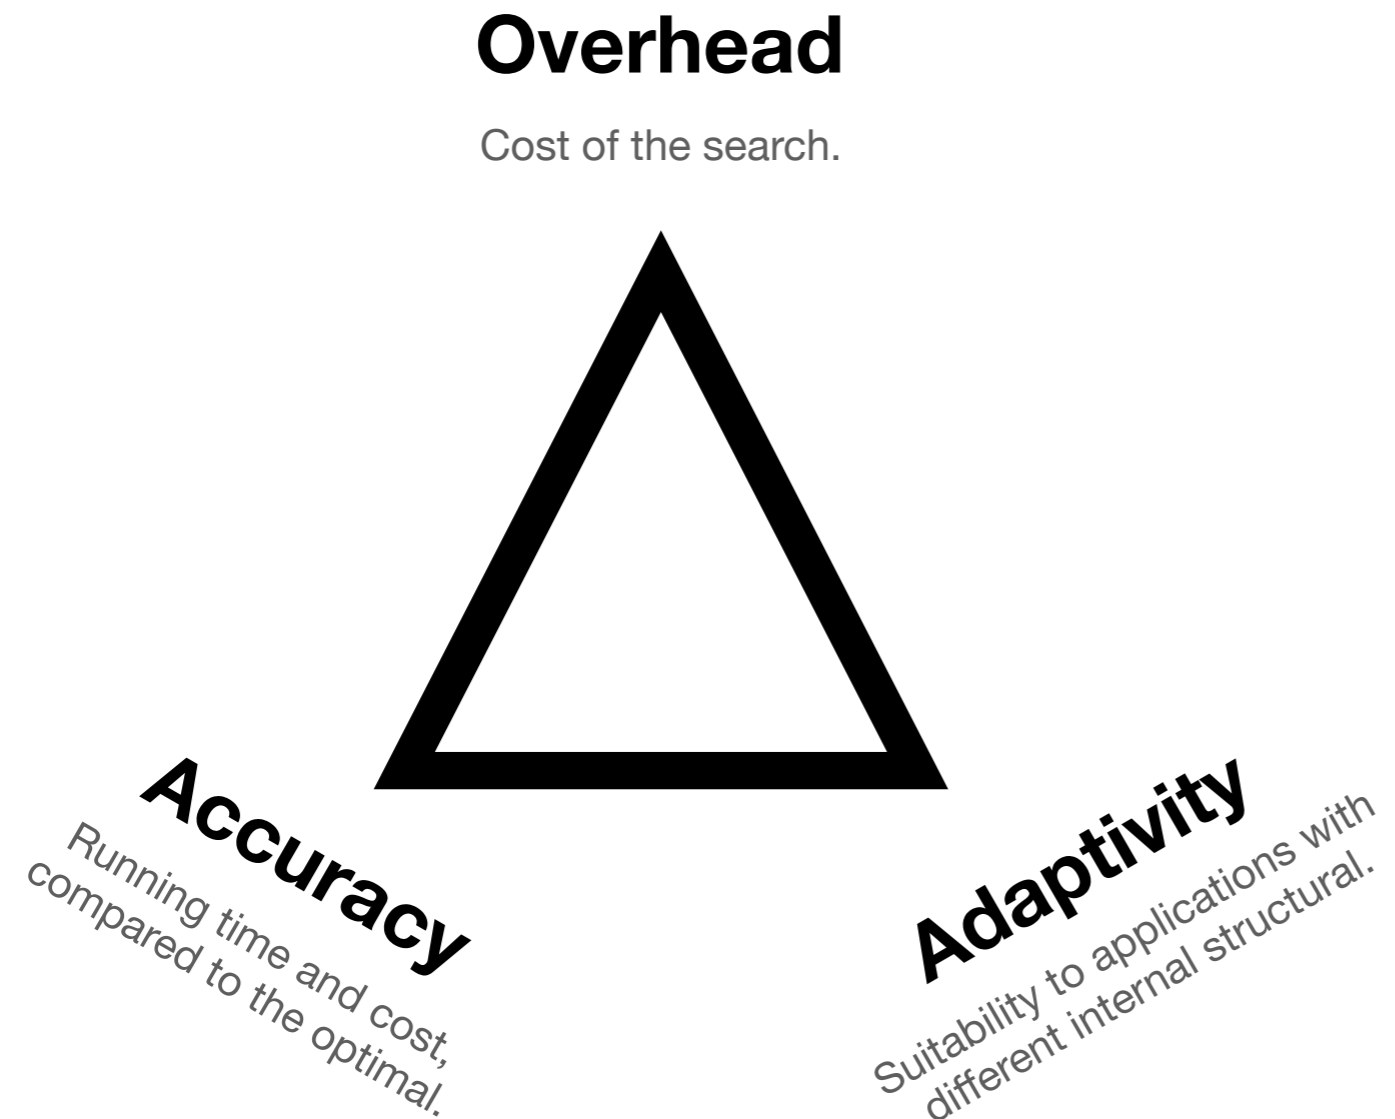 Overhead
Cost of the search.
Accuracy
Running time and cost,
compared to the optimal.
Adaptivity
Suitability to applications with
different internal structural.